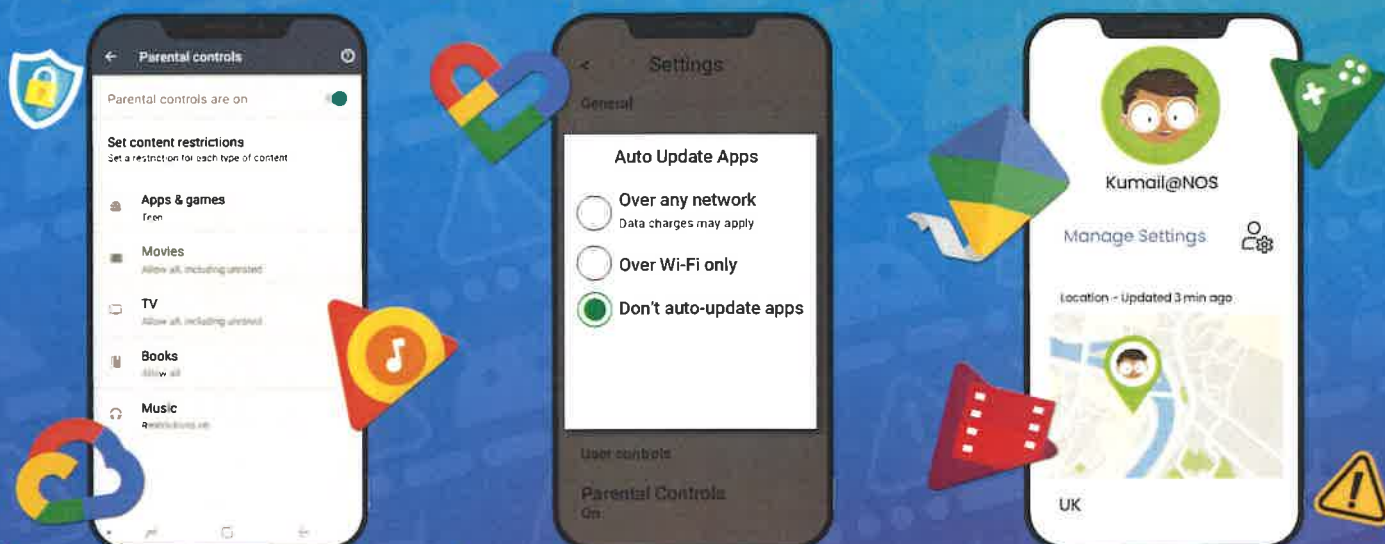 Parental controls
Parental controls are on
Set content restrictions
Set a restriction for each type of content
Apps & games
Teen
Movies
Allow all, including unrated
TV
Allow all, including unrated
Books
Allow all
Music
Restrictions on
Settings
General
Auto Update Apps
Over any network
Data charges may apply
Over Wi-Fi only
Don't auto-update apps
User controls
Parental Controls
On
Kumail@NOS
Manage Settings
Location - Updated 3 min ago
UK